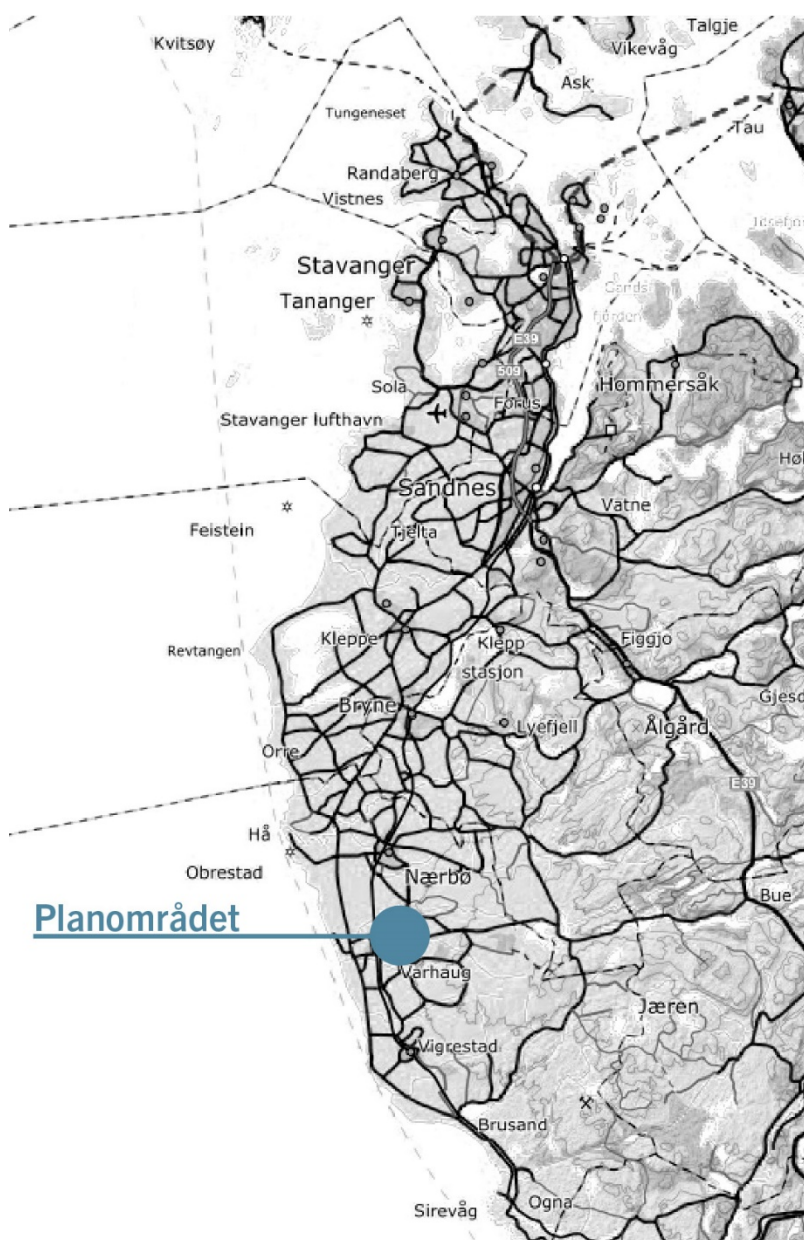 Talgje
Kvitsøy
Vikevåg
Ask
Tungeneset
Tau
Randaberg
Vistnes
Stavanger
Gands
Tananger
fjorden
E39
509
Hommersåk
Sola
Forus
Stavanger lufthavn
Sandnes
Vatne
Feistein
Tjelta
Kleppe
Klepp
stasjon
Figgjo
Revtangen
Bryne
Lyefjell
Ålgård
Orre
E39
Hå
Obrestad
Nærbø
Bue
Planområdet
Varhaug
Jæren
Vigrestad
Brusand
Ogna
Sirevåg